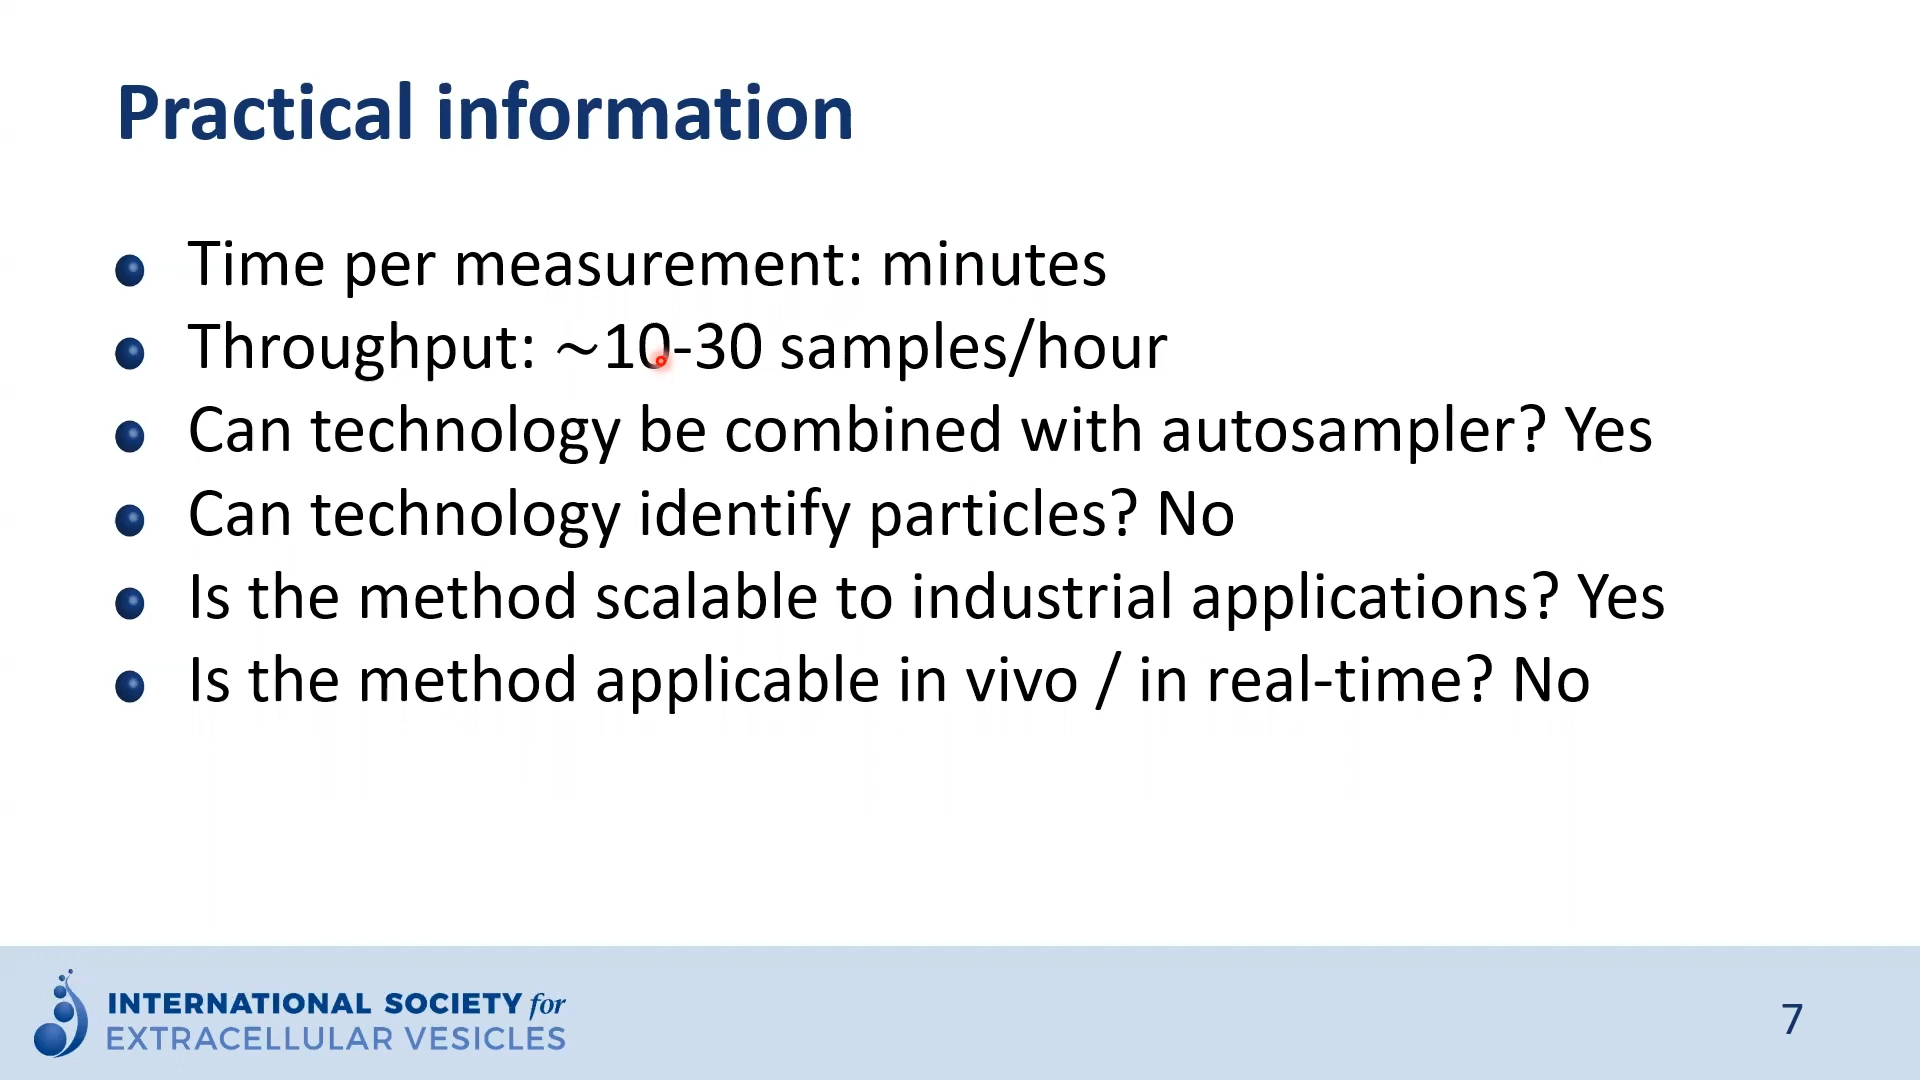 Practical information
Time per measurement: minutes
Throughput: ~10-30 samples/hour
Can technology be combined with autosampler? Yes
Can technology identify particles? No
Is the method scalable to industrial applications? Yes
Is the method applicable in vivo / in real-time? No
INTERNATIONAL SOCIETY for
EXTRACELLULAR VESICLES
7